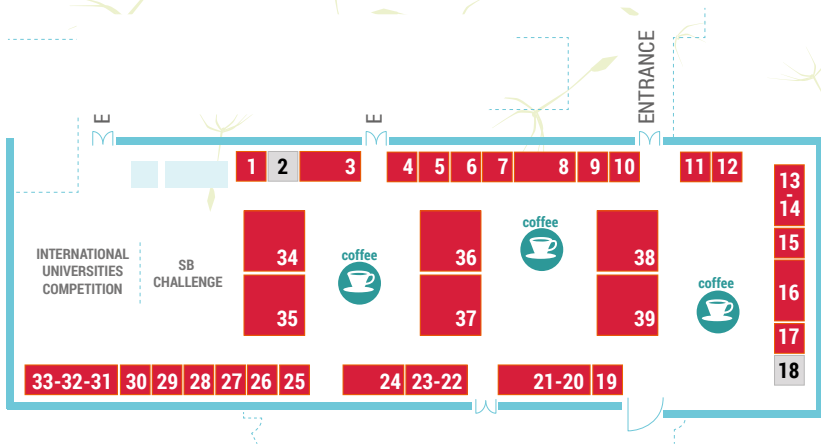 ENTRANCE
E
E
1 2 3 4 5 6 7 8 9 10 11 12
13
-
14
15
16
17
18
34
35
36
37
38
39
coffee
coffee
coffee
INTERNATIONAL
UNIVERSITIES
COMPETITION
SB
CHALLENGE
33-32-31 30 29 28 27 26 25 24 23-22 21-20 19